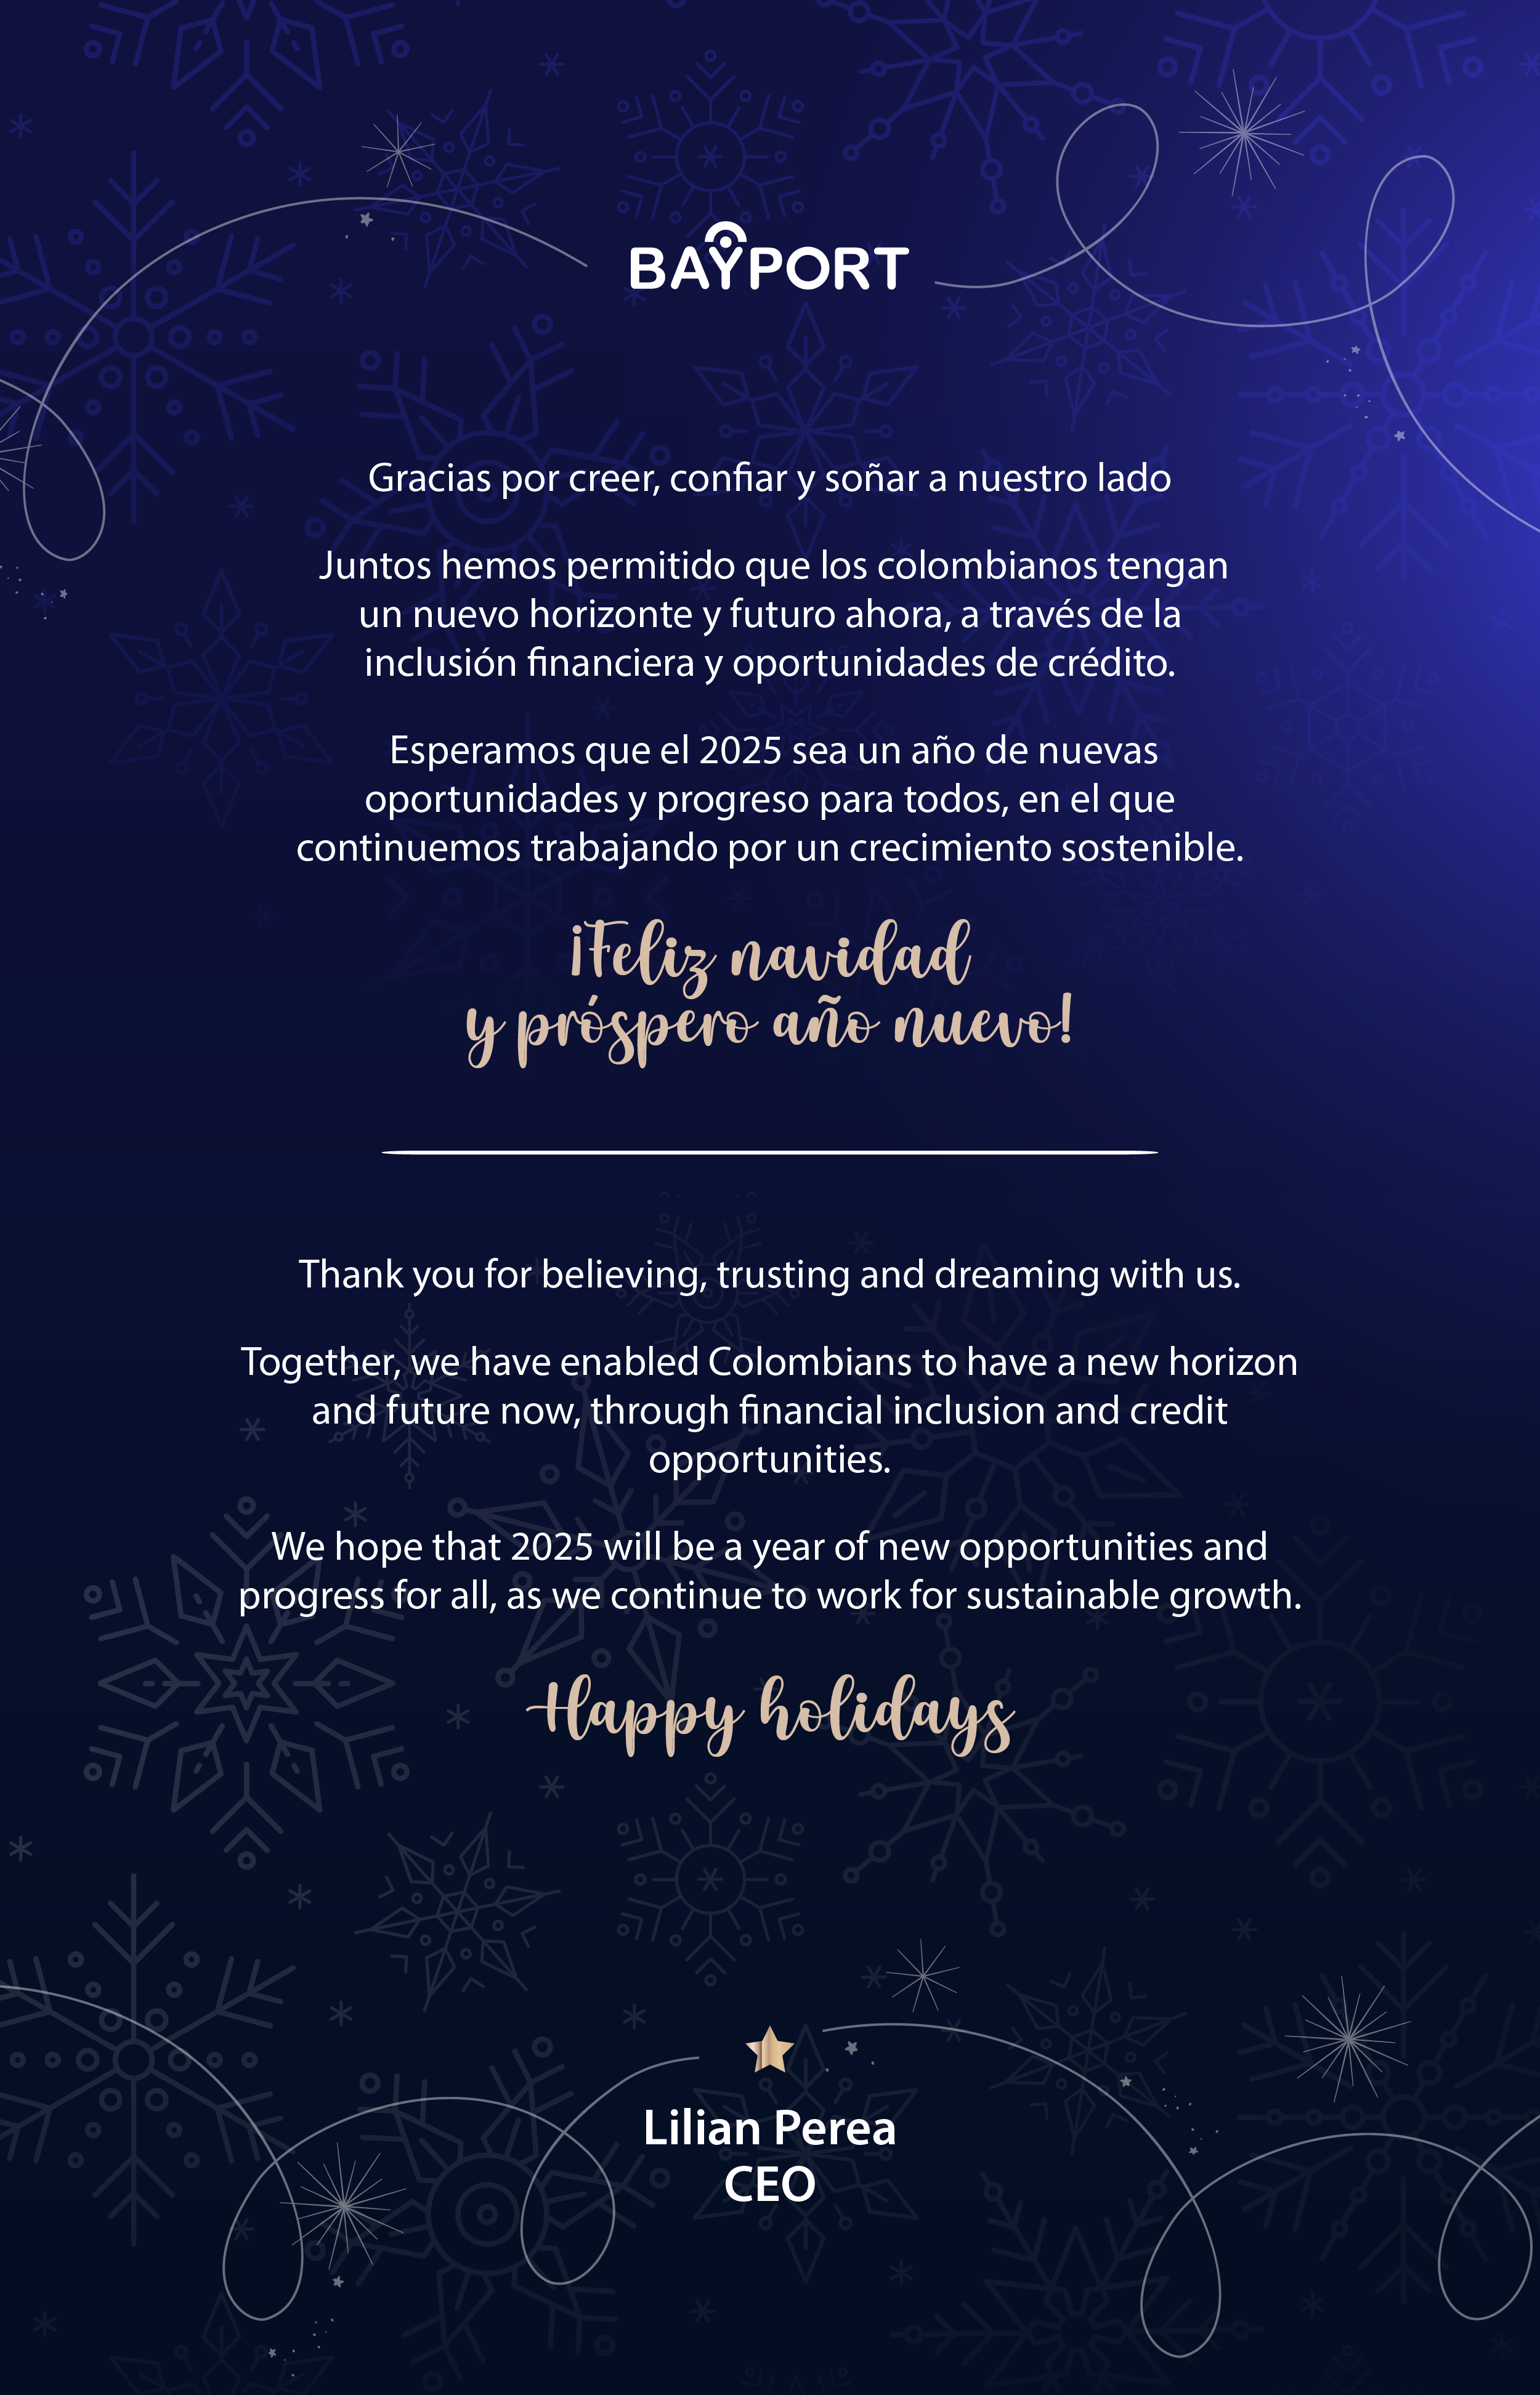 BAYPORT
Gracias por creer, confiar y soñar a nuestro lado
Juntos hemos permitido que los colombianos tengan
un nuevo horizonte y futuro ahora, a través de la
inclusión financiera y oportunidades de crédito.
Esperamos que el 2025 sea un año de nuevas
oportunidades y progreso para todos, en el que
continuemos trabajando por un crecimiento sostenible.
¡Feliz navidad
y próspero año nuevo!
Thank you for believing, trusting and dreaming with us.
Together, we have enabled Colombians to have a new horizon
and future now, through financial inclusion and credit
opportunities.
We hope that 2025 will be a year of new opportunities and
progress for all, as we continue to work for sustainable growth.
Happy holidays
Lilian Perea
CEO